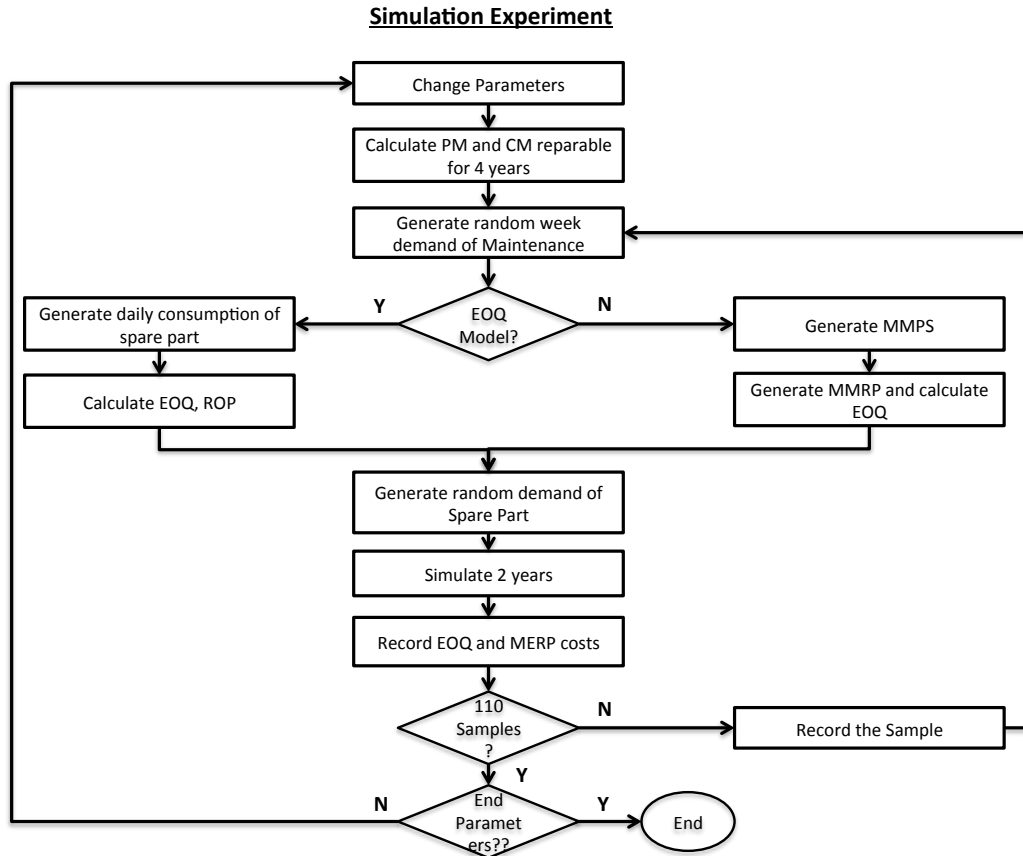 Simulation Experiment
Change Parameters
Calculate PM and CM reparable
for 4 years
Generate random week
demand of Maintenance
Y
EOQ
Model?
N
Generate daily consumption of
spare part
Generate MMPS
Calculate EOQ, ROP
Generate MMRP and calculate
EOQ
Generate random demand of
Spare Part
Simulate 2 years
Record EOQ and MERP costs
110
Samples
?
N
Record the Sample
Y
N
End
Paramet
ers??
Y
End